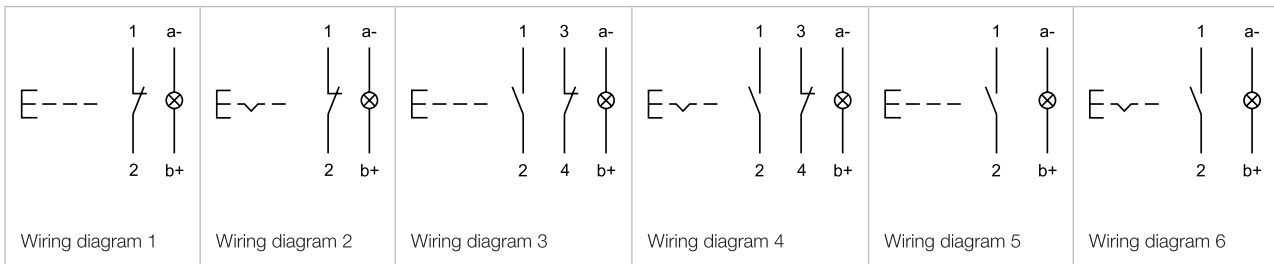 1 a- 1 a- 1 3 a- 1 3 a- 1 a- 1 a-
2 b+ 2 b+ 2 4 b+ 2 4 b+ 2 b+ 2 b+
Wiring diagram 1 Wiring diagram 2 Wiring diagram 3 Wiring diagram 4 Wiring diagram 5 Wiring diagram 6